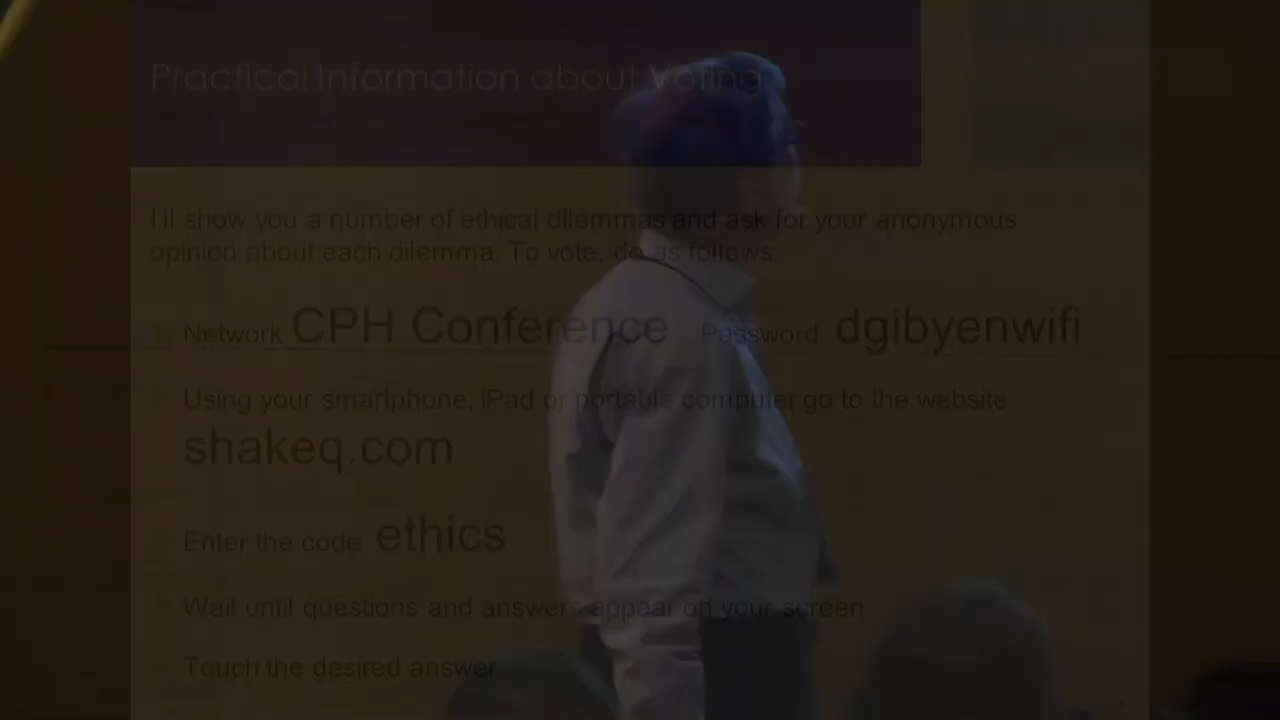 Practical Information about Voting
I'll show you a number of ethical dilemmas and ask for your anonymous
opinion about each dilemma. To vote, do as follows:
Network CPH Conference Password dgibyenwifi
Using your smartphone, iPad or portable computer go to the website
shakeq.com
Enter the code ethics
Wait until questions and answers appear on your screen
Touch the desired answer